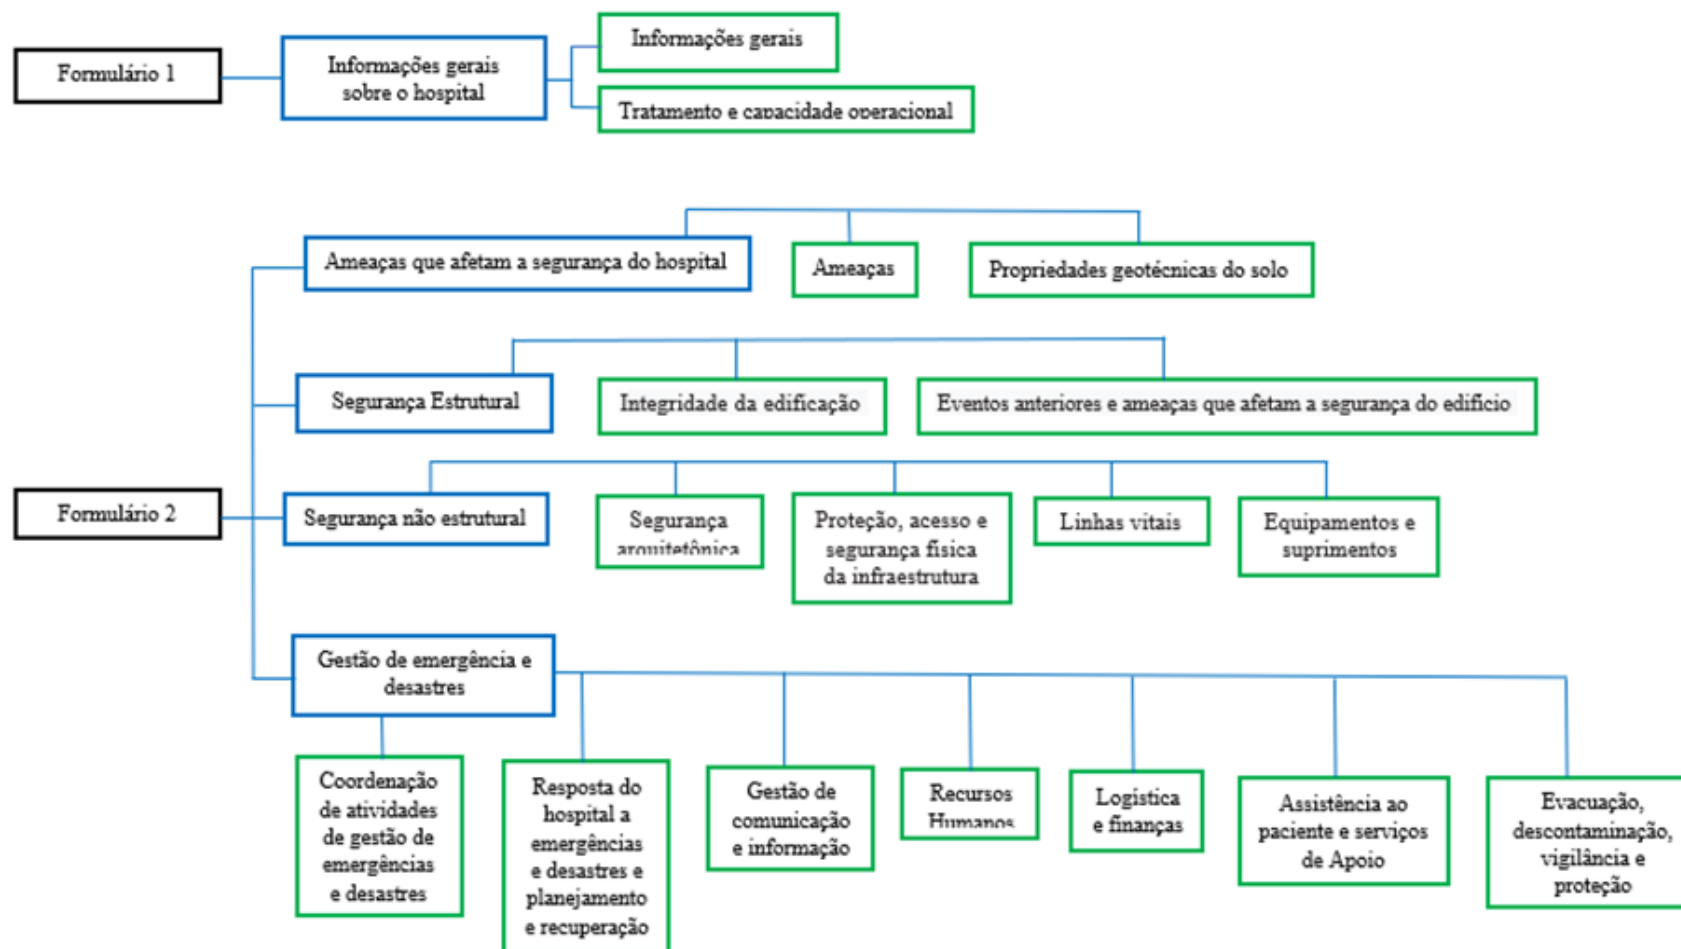 Formulário 1
Informações gerais
sobre o hospital
Informações gerais
Tratamento e capacidade operacional
Formulário 2
Ameaças que afetam a segurança do hospital
Ameaças
Propriedades geotécnicas do solo
Segurança Estrutural
Integridade da edificação
Eventos anteriores e ameaças que afetam a segurança do edifício
Segurança não estrutural
Segurança
arquitetônica
Proteção, acesso e
segurança física
da infraestrutura
Linhas vitais
Equipamentos e
suprimentos
Gestão de emergência e
desastres
Coordenação
de atividades
de gestão de
emergências
e desastres
Resposta do
hospital a
emergências
e desastres e
planejamento
e recuperação
Gestão de
comunicação
e informação
Recursos
Humanos
Logística
e finanças
Assistência ao
paciente e serviços
de Apoio
Evacuação,
descontaminação,
vigilância e
proteção